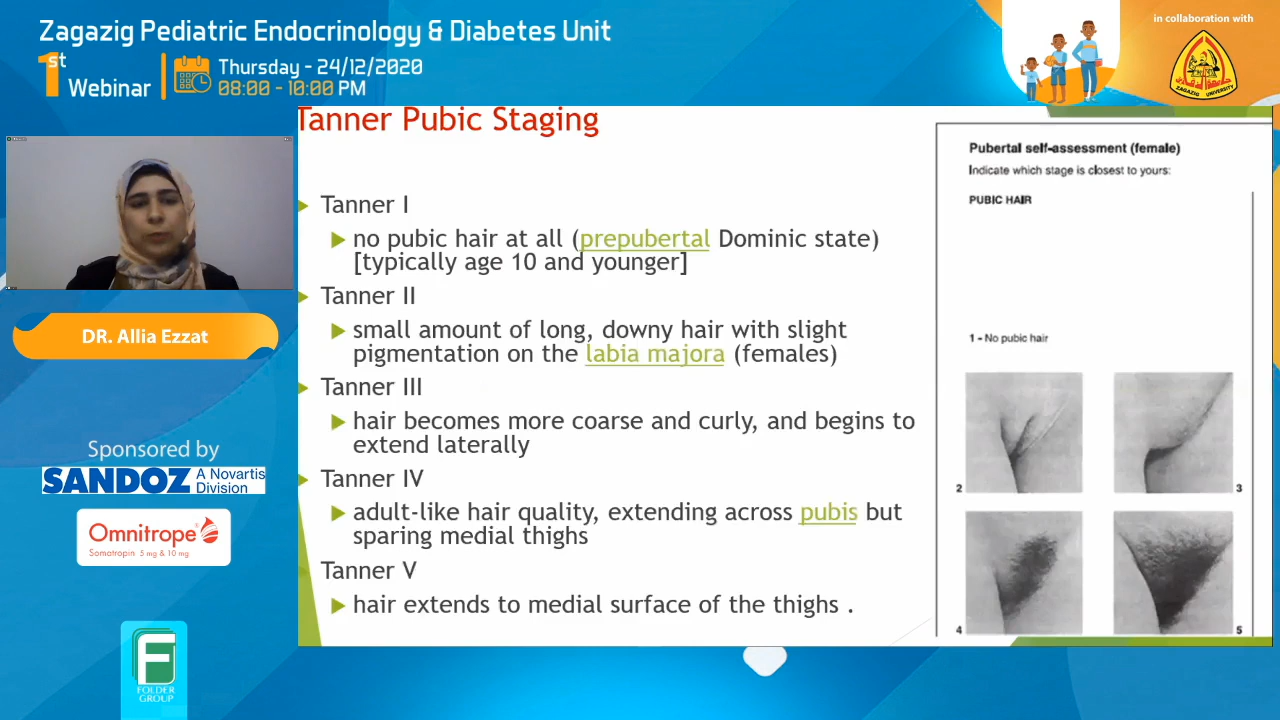 Zagazig Pediatric Endocrinology & Diabetes Unit
1st Webinar
Thursday - 24/12/2020
08:00 - 10:00 PM
in collaboration with
ZAGAZIG UNIVERSITY
Tanner Pubic Staging
Tanner I
no pubic hair at all (prepubertal Dominic state)
[typically age 10 and younger]
Tanner II
small amount of long, downy hair with slight
pigmentation on the labia majora (females)
Tanner III
hair becomes more coarse and curly, and begins to
extend laterally
Tanner IV
adult-like hair quality, extending across pubis but
sparing medial thighs
Tanner V
hair extends to medial surface of the thighs .
Pubertal self-assessment (female)
Indicate which stage is closest to yours:
PUBIC HAIR
1 - No pubic hair
2
3
4
5
DR. Allia Ezzat
Sponsored by
SANDOZ A Novartis
Division
Omnitrope®
Somatropin 5 mg & 10 mg
FOLDER
GROUP